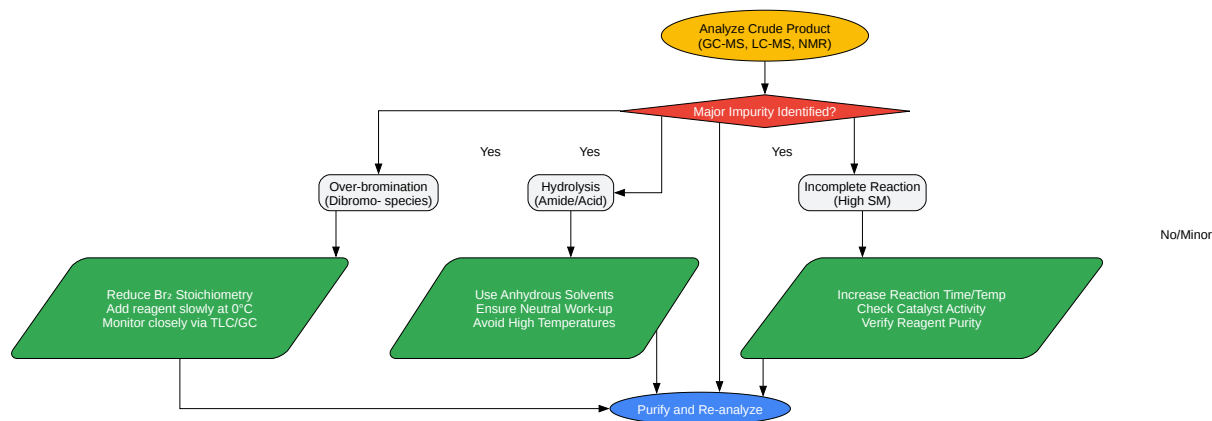 Analyze Crude Product
(GC-MS, LC-MS, NMR)
Major Impurity Identified?
Yes
Yes
Yes
Over-bromination
(Dibromo- species)
Hydrolysis
(Amide/Acid)
Incomplete Reaction
(High SM)
No/Minor
Reduce Br₂ Stoichiometry
Add reagent slowly at 0°C
Monitor closely via TLC/GC
Use Anhydrous Solvents
Ensure Neutral Work-up
Avoid High Temperatures
Increase Reaction Time/Temp
Check Catalyst Activity
Verify Reagent Purity
Purify and Re-analyze